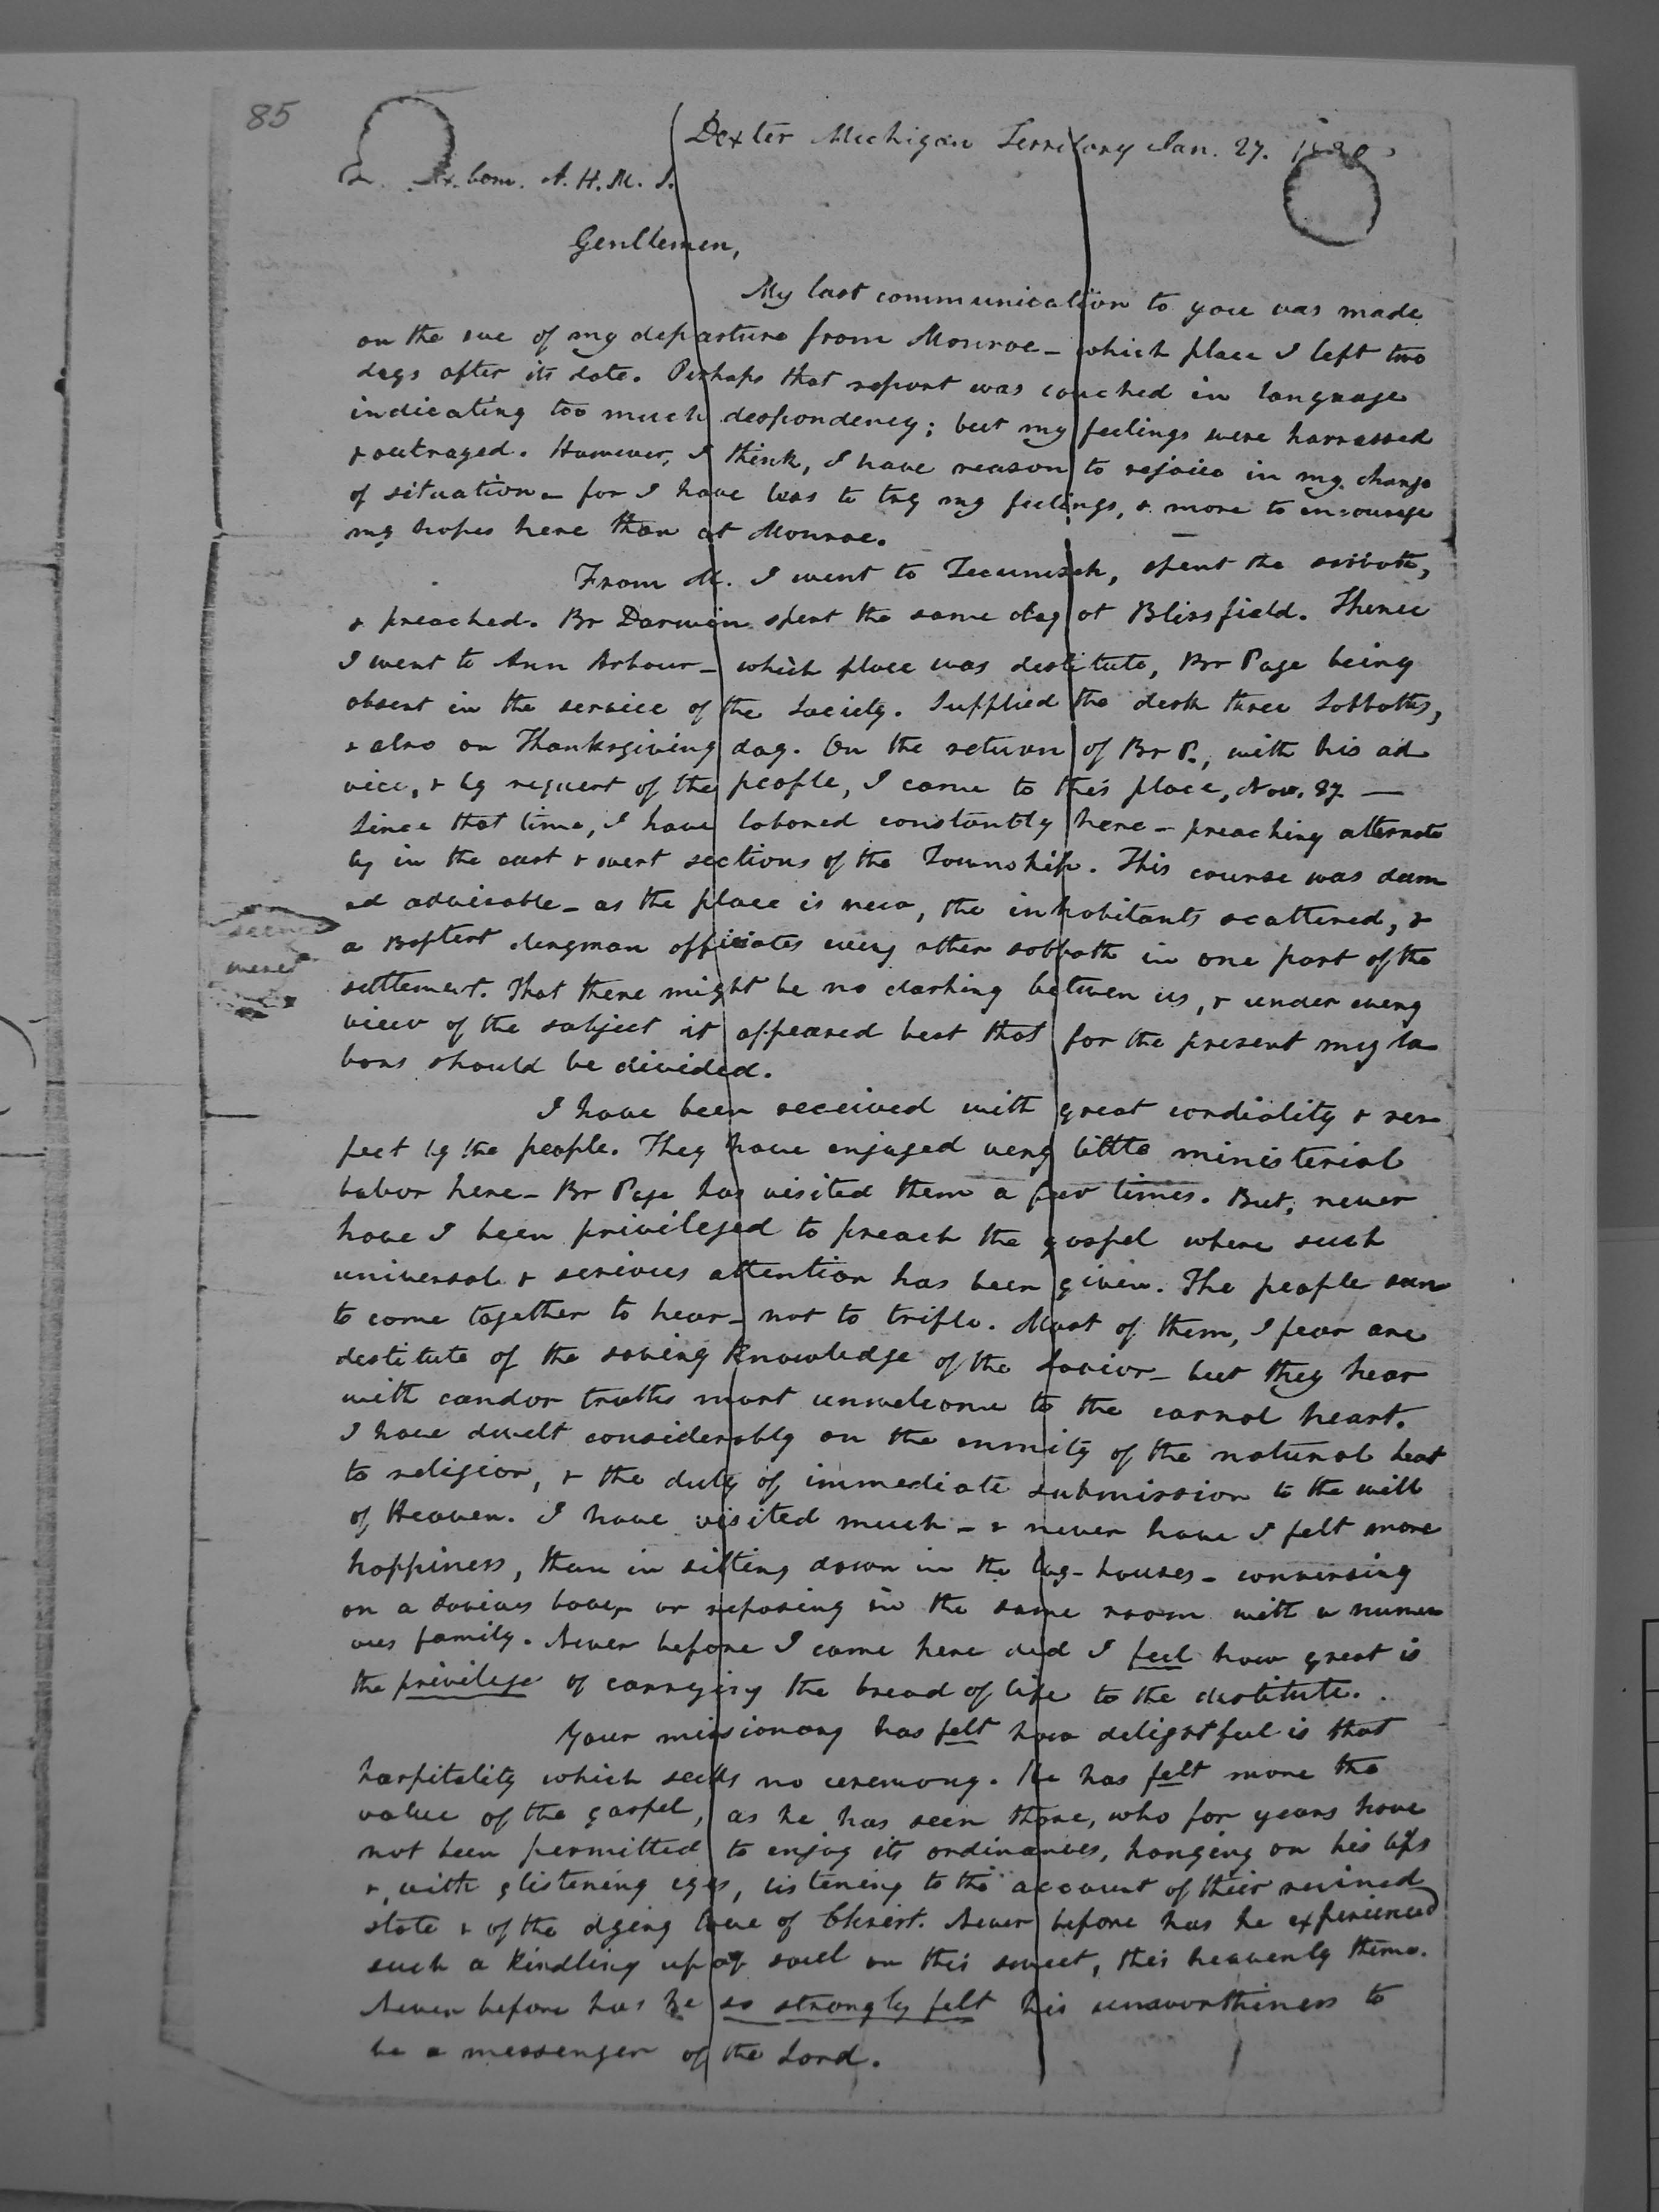 85
Dexter Michigan Territory Jan. 27.
Com. A. H. M. S.
Gentlemen,
My last communication to you was made
on the eve of my departure from Monroe - which place I left two
days after its date. Perhaps that report was couched in language
indicating too much despondency; but my feelings were harrassed
& outraged. However, I think, I have reason to rejoice in my change
of situation - for I have less to try my feelings, & more to encourage
my hopes here than at Monroe.
From M. I went to Tecumseh, spent the sabbath,
& preached. Br Darwin spent the same day at Blissfield. Thence
I went to Ann Arbour - which place was destitute, Br Page being
absent in the service of the Society. Supplied the desk three Sabbaths,
& also on Thanksgiving day. On the return of Br P., with his ad
vice, & by request of the people, I came to this place, Nov. 27 —
Since that time, I have labored constantly here - preaching alternate
ly in the east & west sections of the Township. This course was deem
ed advisable - as the place is new, the inhabitants scattered, &
a Baptist clergman officiates every other sabbath in one part of the
settlement. That there might be no clashing between us, & under every
view of the subject it appeared best that for the present my la
bors should be divided.
I have been received with great cordiality & res
pect by the people. They have enjoyed very little ministerial
labor here - Br Page has visited them a few times. But, never
have I been privileged to preach the gospel where such
universal & serious attention has been given. The people seem
to come together to hear - not to trifle. Most of them, I fear are
destitute of the saving knowledge of the Savior - but they hear
with candor truths most unwelcome to the carnal heart.
I have dwelt considerably on the enmity of the natural heart
to religion, & the duty of immediate submission to the will
of Heaven. I have visited much - & never have I felt more
happiness, than in sitting down in the log-houses - conversing
on a Saviours love, or reposing in the same room with a numer
ous family. Never before I came here did I feel how great is
the privilege of carrying the bread of life to the destitute.
Your missionary has felt how delightful is that
hospitality which seeks no ceremony. He has felt more the
value of the gospel, as he has seen those, who for years have
not been permitted to enjoy its ordinances, hanging on his lips
&, with glistening eyes, listening to the account of their ruined
state & of the dying love of Christ. Never before has he experienced
such a kindling up of soul on this sweet, this heavenly theme.
Never before has he so strongly felt his unworthiness to
be a messenger of the Lord.